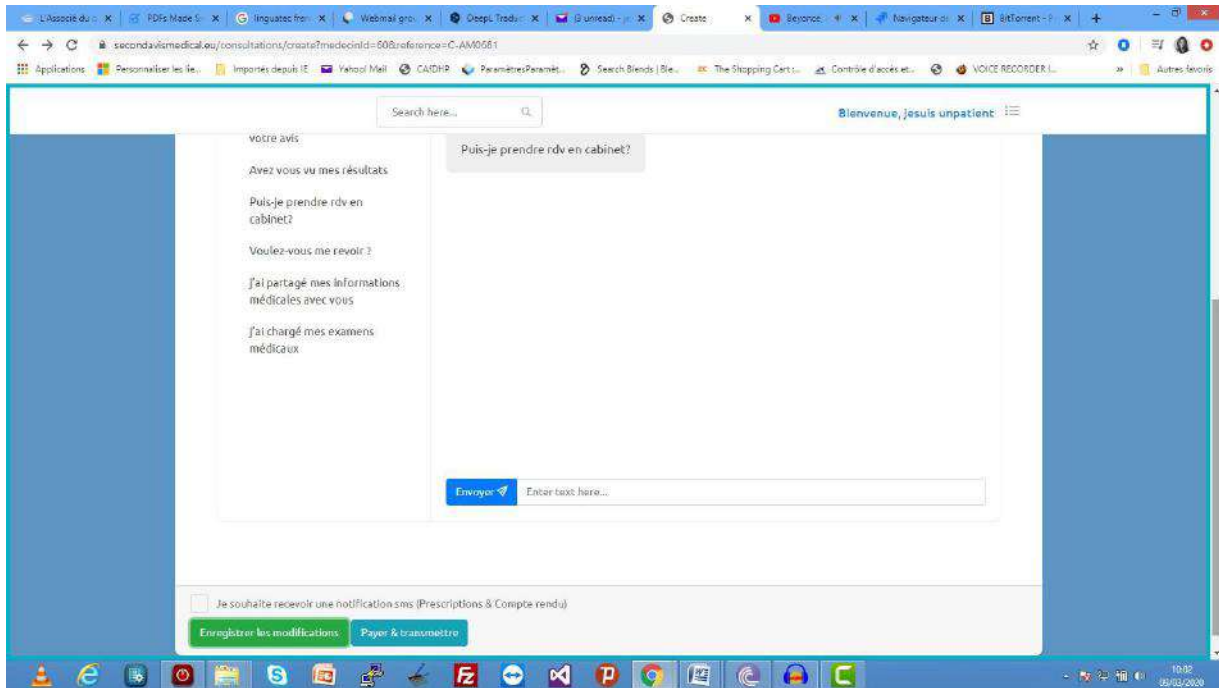 L'Associé du
PDFs Made S
linguatec fren
Webmail gro
DeepL Tradu
(2 unread) -
Create
Beyonce,
Navigateur
BitTorrent - P
secondavismedical.eu/consultations/create?medecinId=60&reference=C-AM0681
Applications
Personnaliser les lie...
Importés depuis IE
Yahoo! Mail
CAIDHP
ParamètresParamèt...
Search Blends | Ble...
The Shopping Cart :...
Contrôle d'accès et...
VOICE RECORDER
Autres favoris
Search here...
Bienvenue, jesuis unpatient
votre avis
Avez vous vu mes résultats
Puis-je prendre rdv en
cabinet?
Voulez-vous me revoir ?
J'ai partagé mes informations
médicales avec vous
J'ai chargé mes examens
médicaux
Puis-je prendre rdv en cabinet?
Envoyer
Enter text here...
Je souhaite recevoir une notification sms (Prescriptions & Compte rendu)
Enregistrer les modifications
Payer & transmettre
10:02
09/03/2020